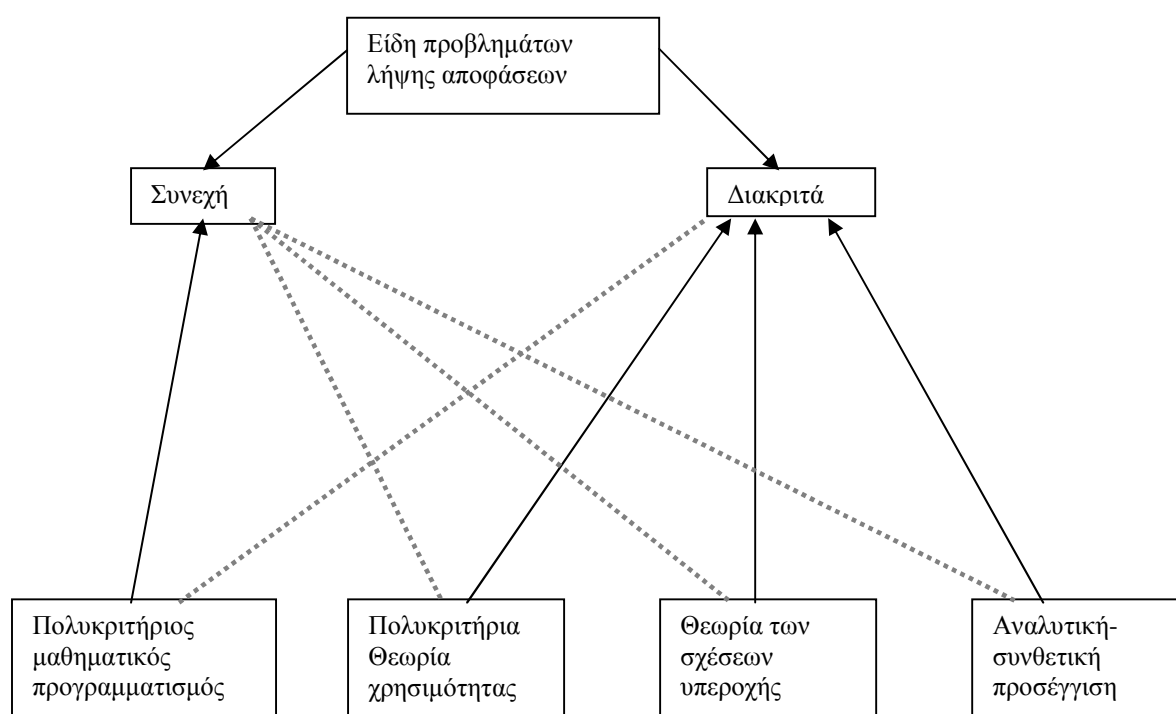 Είδη προβλημάτων
λήψης αποφάσεων
Συνεχή
Διακριτά
Πολυκριτήριος
μαθηματικός
προγραμματισμός
Πολυκριτήρια
Θεωρία
χρησιμότητας
Θεωρία των
σχέσεων
υπεροχής
Αναλυτική-
συνθετική
προσέγγιση